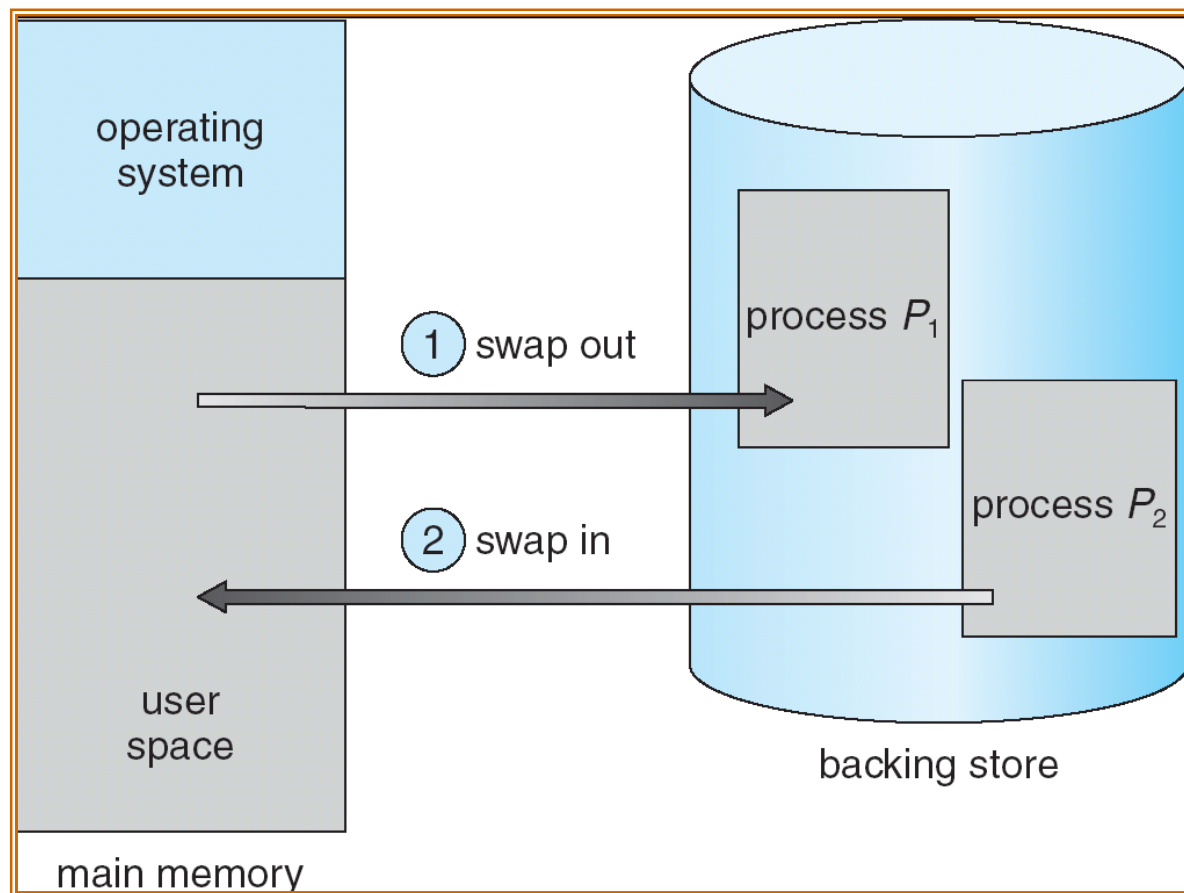 operating
system
process P₁
1 swap out
process P₂
2 swap in
user
space
backing store
main memory